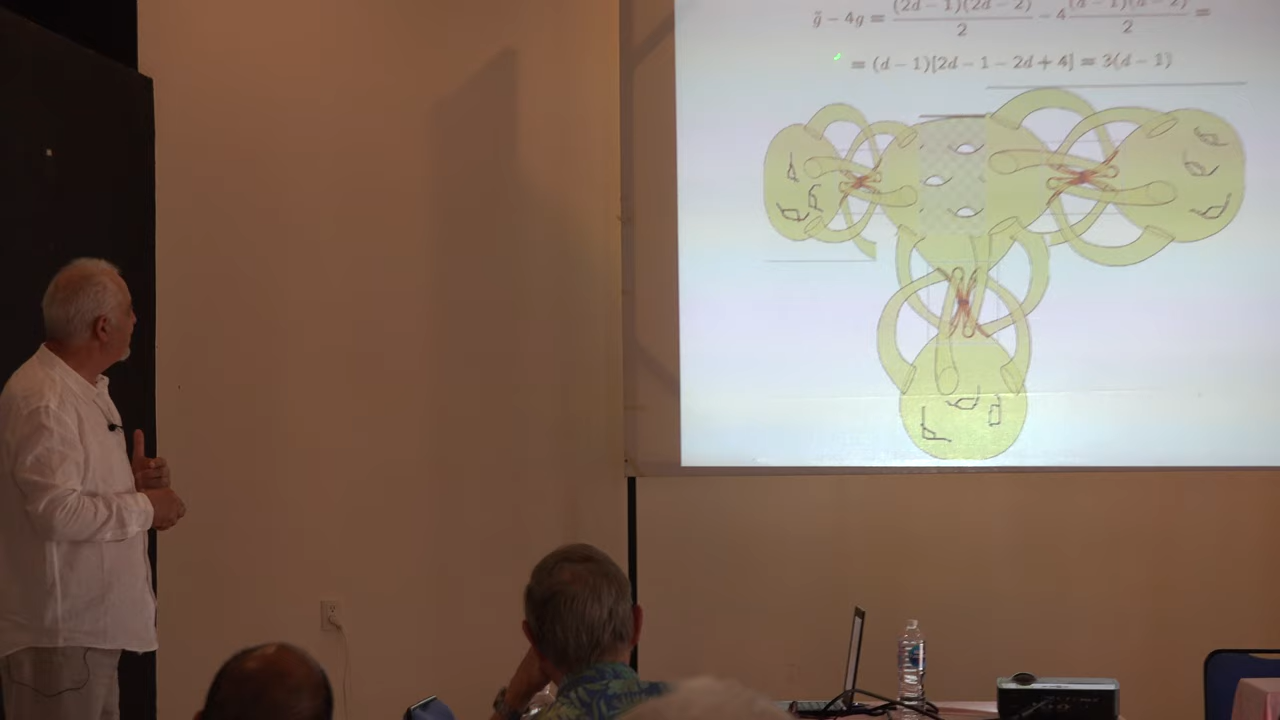 g̃ − 4g = (2d − 1)(2d − 2)/2 − 4 (d − 1)(d − 2)/2 =
= (d − 1)[2d − 1 − 2d + 4] = 3(d − 1)